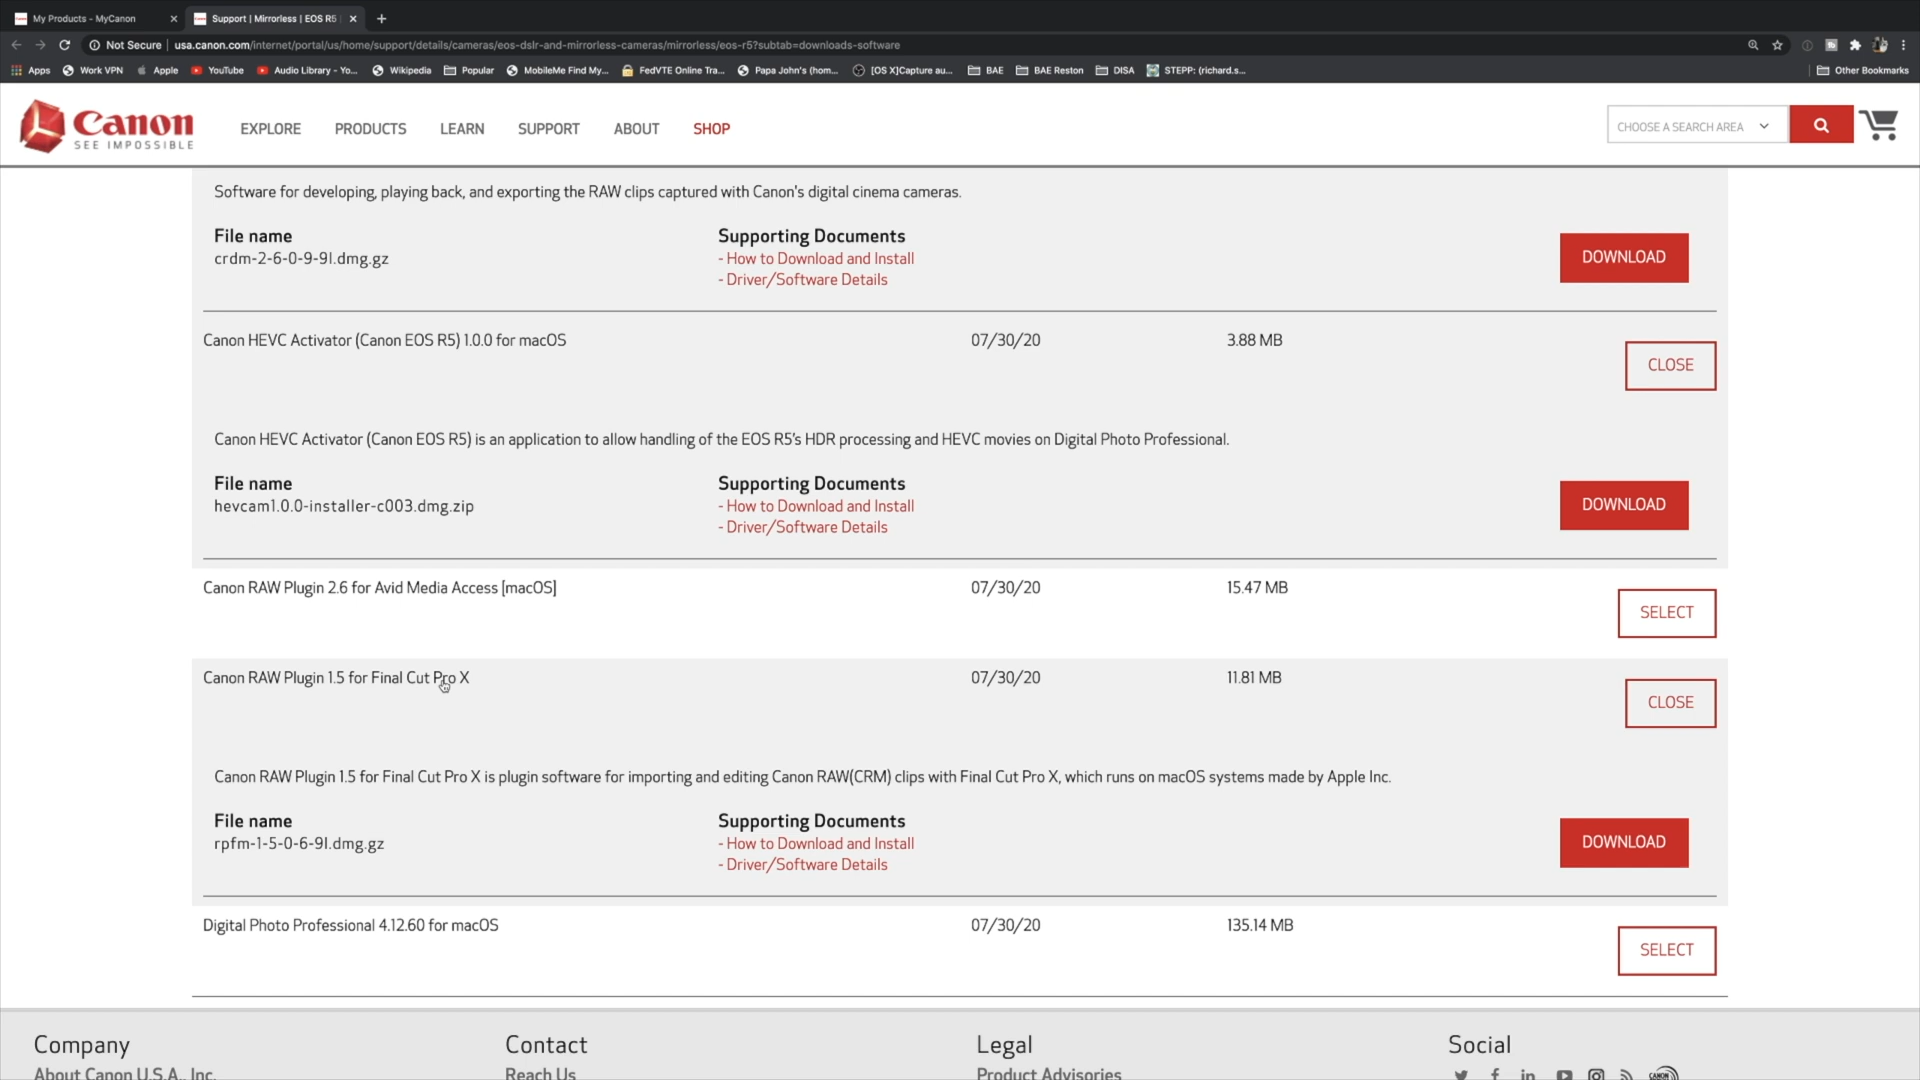 My Products - MyCanon
Support | Mirrorless | EOS R5
Not Secure | usa.canon.com/internet/portal/us/home/support/details/cameras/eos-dslr-and-mirrorless-cameras/mirrorless/eos-r5?subtab=downloads-software
Apps Work VPN Apple YouTube Audio Library - Yo... Wikipedia Popular MobileMe Find My... FedVTE Online Tra... Papa John's (hom... [OS X]Capture au... BAE BAE Reston DISA STEPP: (richard.s... Other Bookmarks
Canon
SEE IMPOSSIBLE
EXPLORE PRODUCTS LEARN SUPPORT ABOUT SHOP
CHOOSE A SEARCH AREA
Software for developing, playing back, and exporting the RAW clips captured with Canon's digital cinema cameras.
File name Supporting Documents
crdm-2-6-0-9-9l.dmg.gz - How to Download and Install DOWNLOAD
- Driver/Software Details
Canon HEVC Activator (Canon EOS R5) 1.0.0 for macOS 07/30/20 3.88 MB
CLOSE
Canon HEVC Activator (Canon EOS R5) is an application to allow handling of the EOS R5's HDR processing and HEVC movies on Digital Photo Professional.
File name Supporting Documents
hevcam1.0.0-installer-c003.dmg.zip - How to Download and Install DOWNLOAD
- Driver/Software Details
Canon RAW Plugin 2.6 for Avid Media Access [macOS] 07/30/20 15.47 MB
SELECT
Canon RAW Plugin 1.5 for Final Cut Pro X 07/30/20 11.81 MB
CLOSE
Canon RAW Plugin 1.5 for Final Cut Pro X is plugin software for importing and editing Canon RAW(CRM) clips with Final Cut Pro X, which runs on macOS systems made by Apple Inc.
File name Supporting Documents
rpfm-1-5-0-6-9l.dmg.gz - How to Download and Install DOWNLOAD
- Driver/Software Details
Digital Photo Professional 4.12.60 for macOS 07/30/20 135.14 MB
SELECT
Company Contact Legal Social
About Canon U.S.A., Inc. Reach Us Product Advisories